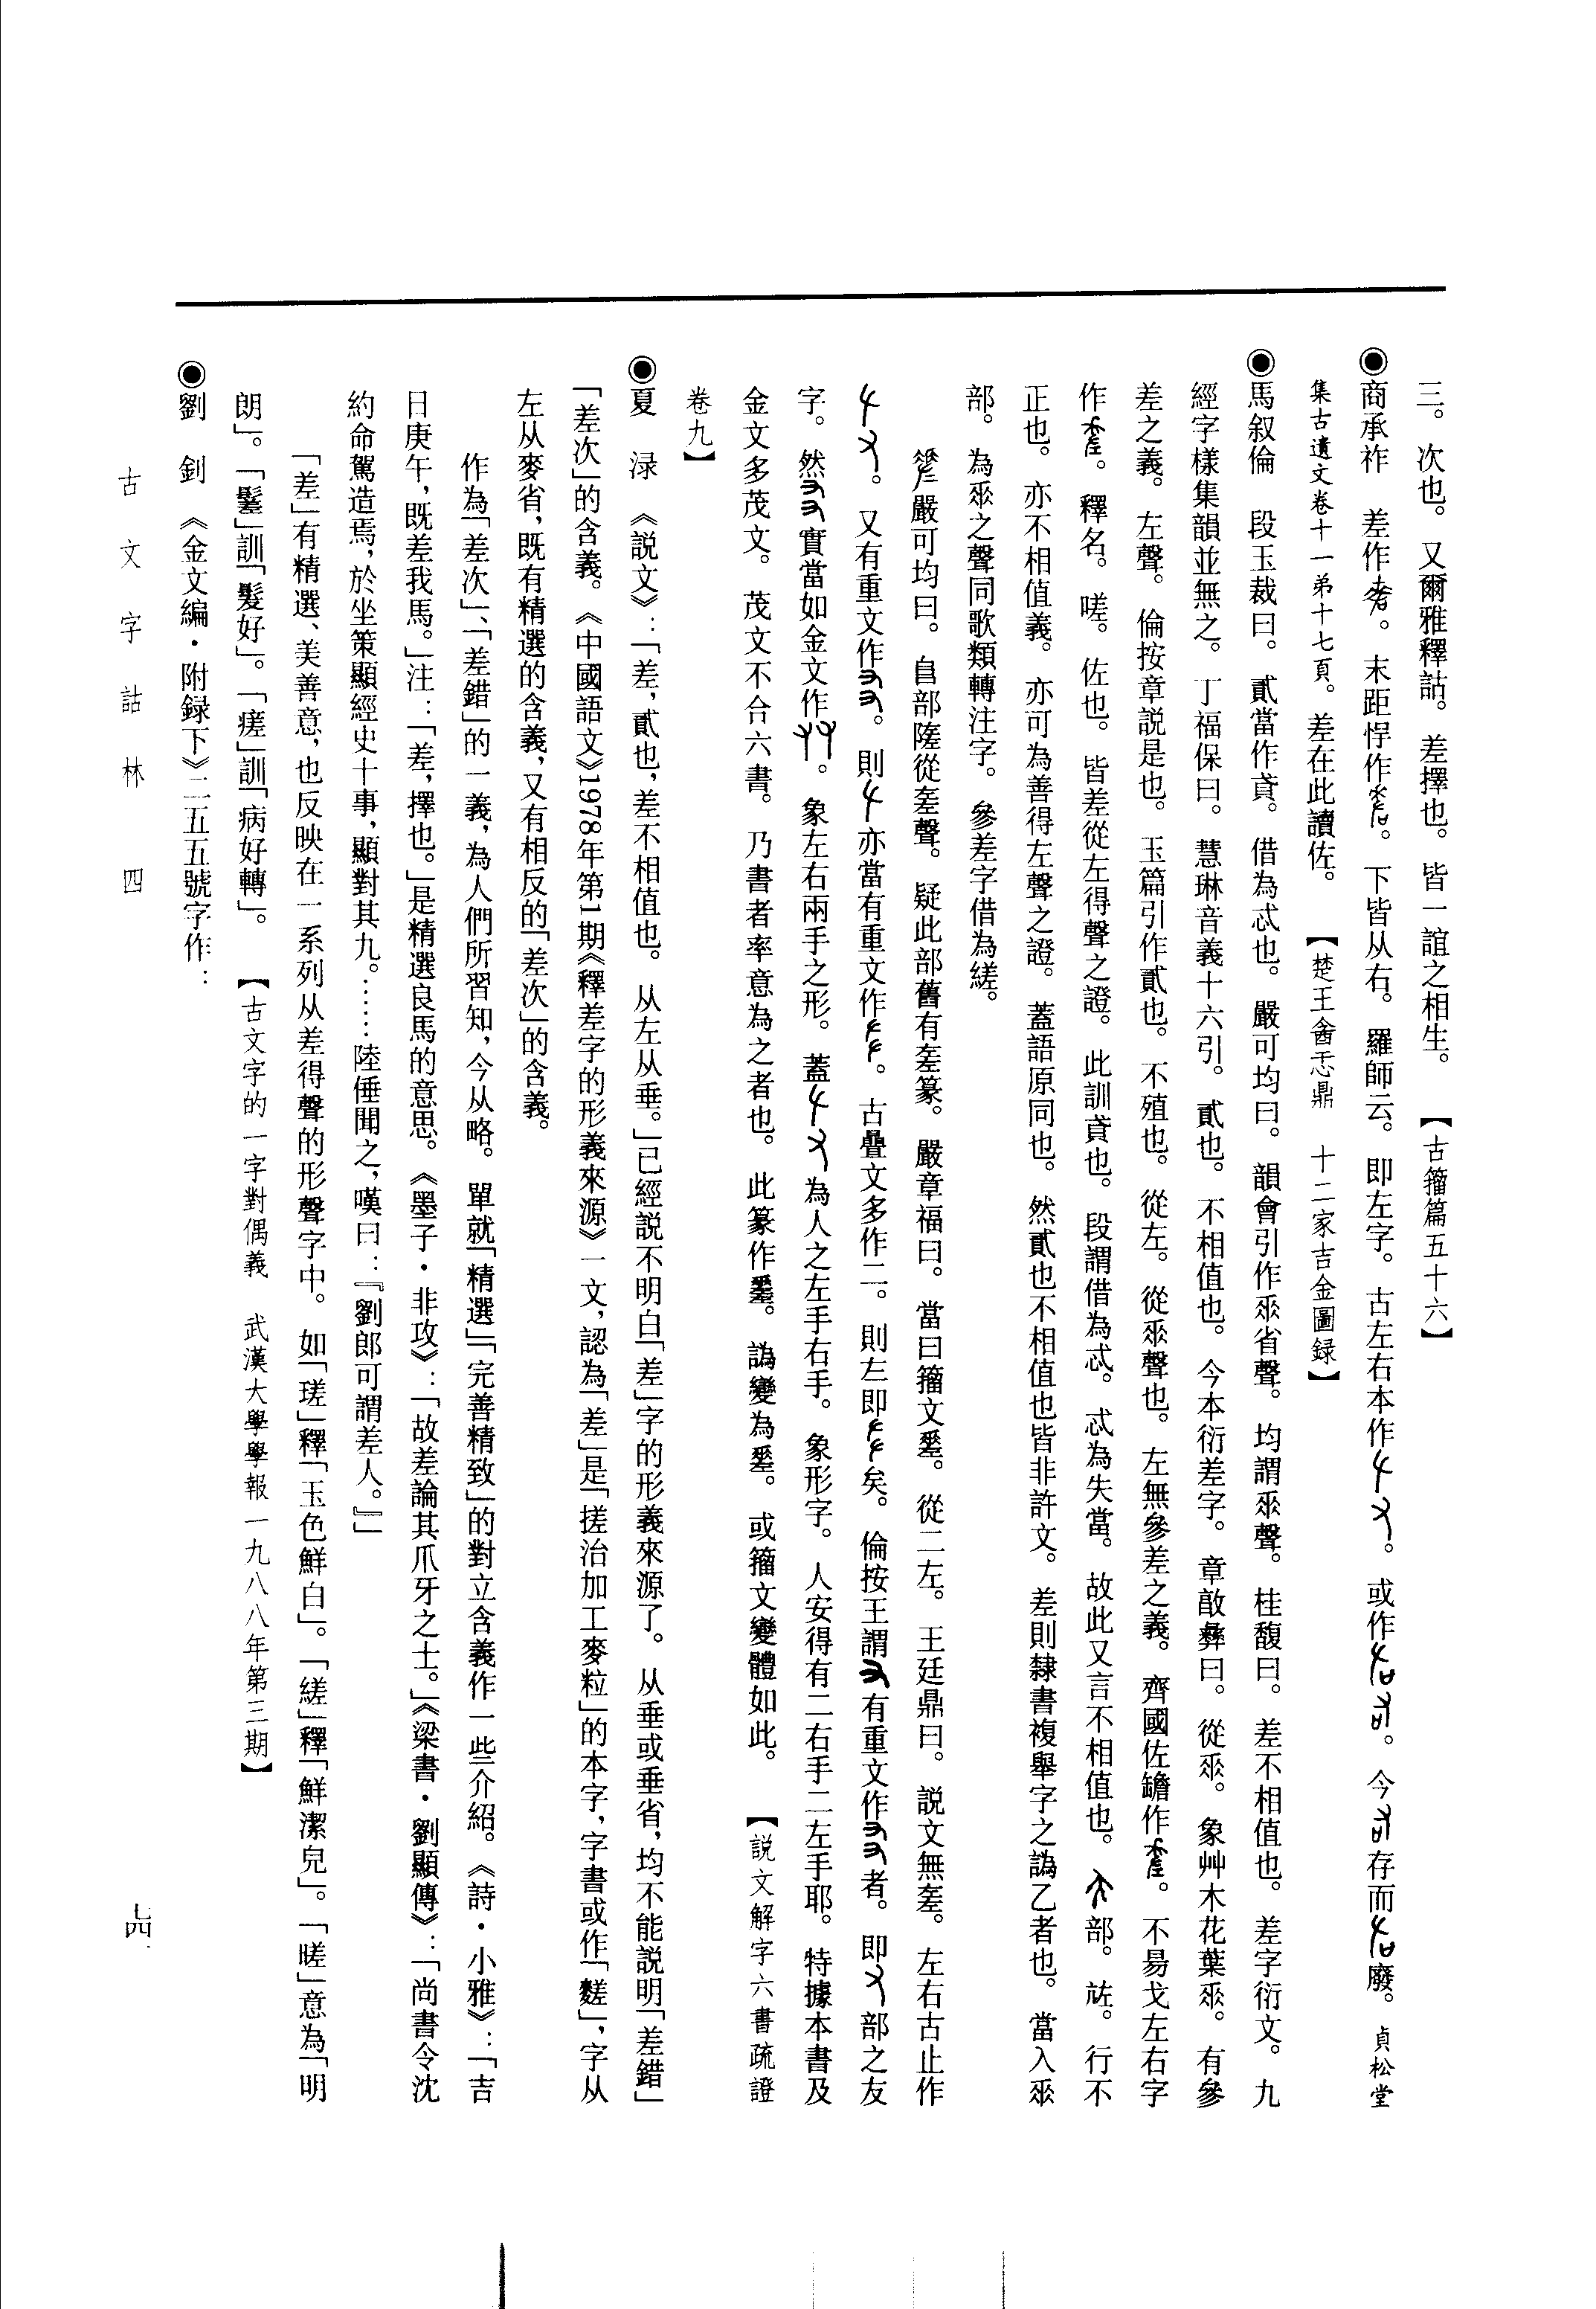 三。次也。又爾雅釋詁。差擇也。皆一誼之相生。【古籀篇五十六】
◉商承祚　差作。末距悍作。下皆从右。羅師云。即左字。古左右本作。或作。今存而廢。貞松堂
集古遺文卷十一弟十七頁。差在此讀佐。【楚王酓忎鼎　十二家吉金圖録】
◉馬叙倫　段玉裁曰。貳當作貣。借為忒也。嚴可均曰。韻會引作𠂹省聲。均謂𠂹聲。桂馥曰。差不相值也。差字衍文。九
經字樣集韻並無之。丁福保曰。慧琳音義十六引。貳也。不相值也。今本衍差字。章敢彝曰。從𠂹。象艸木花葉𠂹。有參
差之義。左聲。倫按章説是也。玉篇引作貳也。不殖也。從左。從𠂹聲也。左無參差之義。齊國佐𦉜作。不易戈左右字
作。釋名。嗟。佐也。皆差從左得聲之證。此訓貣也。段謂借為忒。忒為失當。故此又言不相值也。部。㝾。行不
正也。亦不相值義。亦可為善得左聲之證。蓋語原同也。然貳也不相值也皆非許文。差則隸書複舉字之譌乙者也。當入𠂹
部。為𠂹之聲同歌類轉注字。參差字借為縒。
嚴可均曰。𨸏部隓從㚍聲。疑此部舊有㚍篆。嚴章福曰。當曰籀文。從二左。王廷鼎曰。説文無㚍。左右古止作
。又有重文作。則亦當有重文作。古疊文多作二。則㚍即矣。倫按王謂有重文作者。即部之友
字。然實當如金文作。象左右兩手之形。蓋為人之左手右手。象形字。人安得有二右手二左手耶。特據本書及
金文多茂文。茂文不合六書。乃書者率意為之者也。此篆作。譌變為。或籀文變體如此。【説文解字六書疏證
卷九】
◉夏　渌　《説文》：「差，貳也，差不相值也。从左从垂。」已經説不明白「差」字的形義來源了。从垂或垂省，均不能説明「差錯」
「差次」的含義。《中國語文》1978年第1期《釋差字的形義來源》一文，認為「差」是「搓治加工麥粒」的本字，字書或作「䴾」，字从
左从麥省，既有精選的含義，又有相反的「差次」的含義。
作為「差次」、「差錯」的一義，為人們所習知，今从略。單就「精選」「完善精致」的對立含義作一些介紹。《詩・小雅》：「吉
日庚午，既差我馬。」注：「差，擇也。」是精選良馬的意思。《墨子・非攻》：「故差論其爪牙之士。」《梁書・劉顯傳》：「尚書令沈
約命駕造焉，於坐策顯經史十事，顯對其九。……陸倕聞之，嘆曰：『劉郎可謂差人。』」
「差」有精選、美善意，也反映在一系列从差得聲的形聲字中。如「瑳」釋「玉色鮮白」。「縒」釋「鮮潔皃」。「䁟」意為「明
朗」。「鬕」訓「髮好」。「瘥」訓「病好轉」。【古文字的一字對偶義　武漢大學學報一九八八年第三期】
◉劉　釗　《金文編・附録下》二五五號字作：
古文字詁林　四
七四